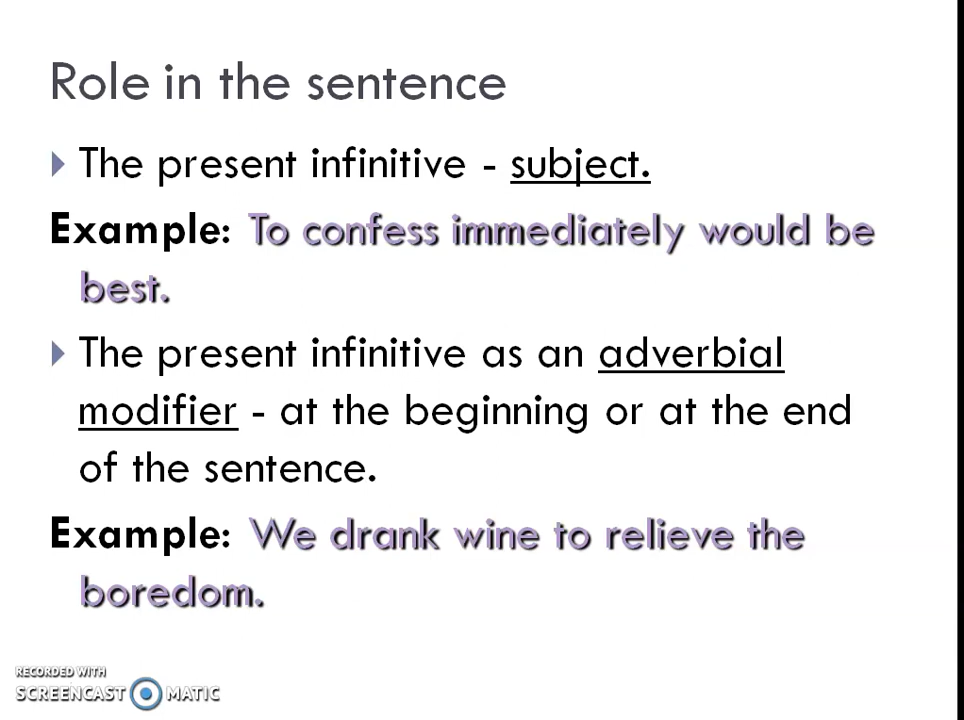 Role in the sentence
The present infinitive - subject.
Example: To confess immediately would be
best.
The present infinitive as an adverbial
modifier - at the beginning or at the end
of the sentence.
Example: We drank wine to relieve the
boredom.
RECORDED WITH
SCREENCAST MATIC